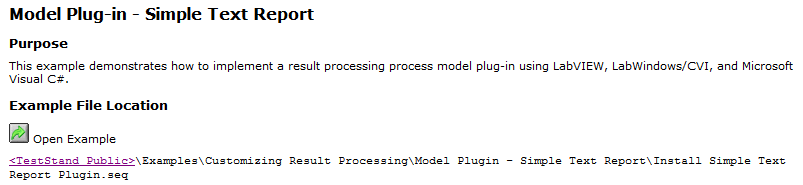 Model Plug-in - Simple Text Report
Purpose
This example demonstrates how to implement a result processing process model plug-in using LabVIEW, LabWindows/CVI, and Microsoft
Visual C#.
Example File Location
Open Example
<TestStand Public>\Examples\Customizing Result Processing\Model Plugin - Simple Text Report\Install Simple Text
Report Plugin.seq